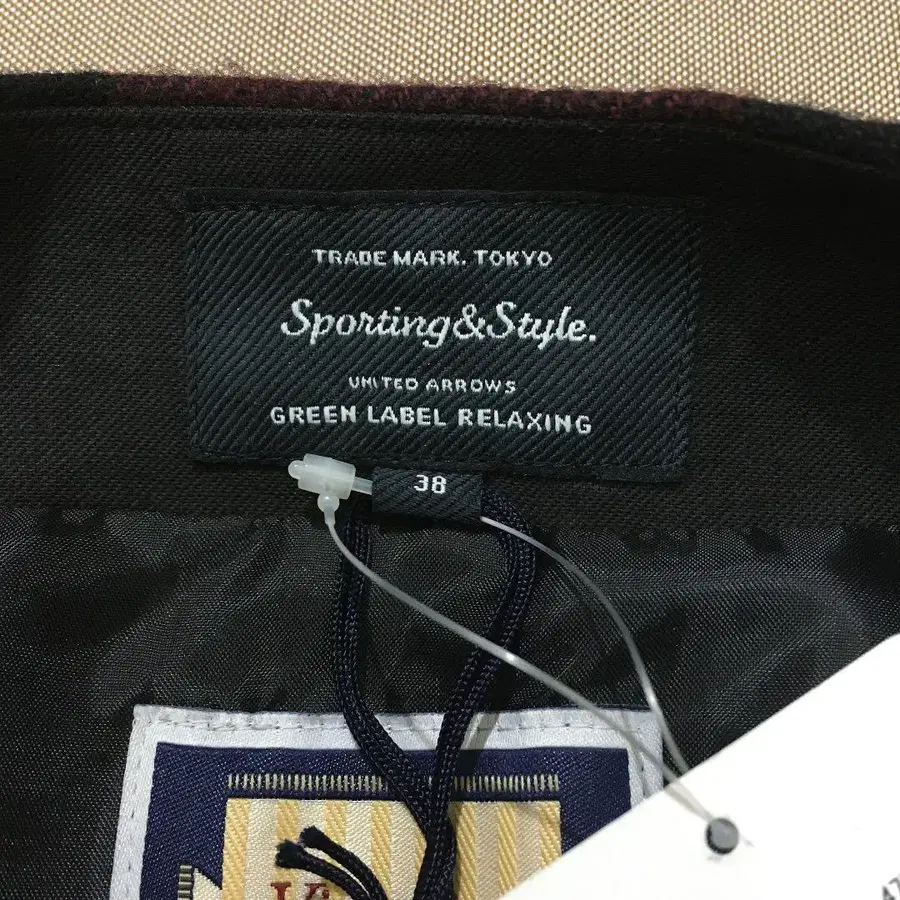 TRADE MARK. TOKYO
Sporting&Style.
UNITED ARROWS
GREEN LABEL RELAXING
38